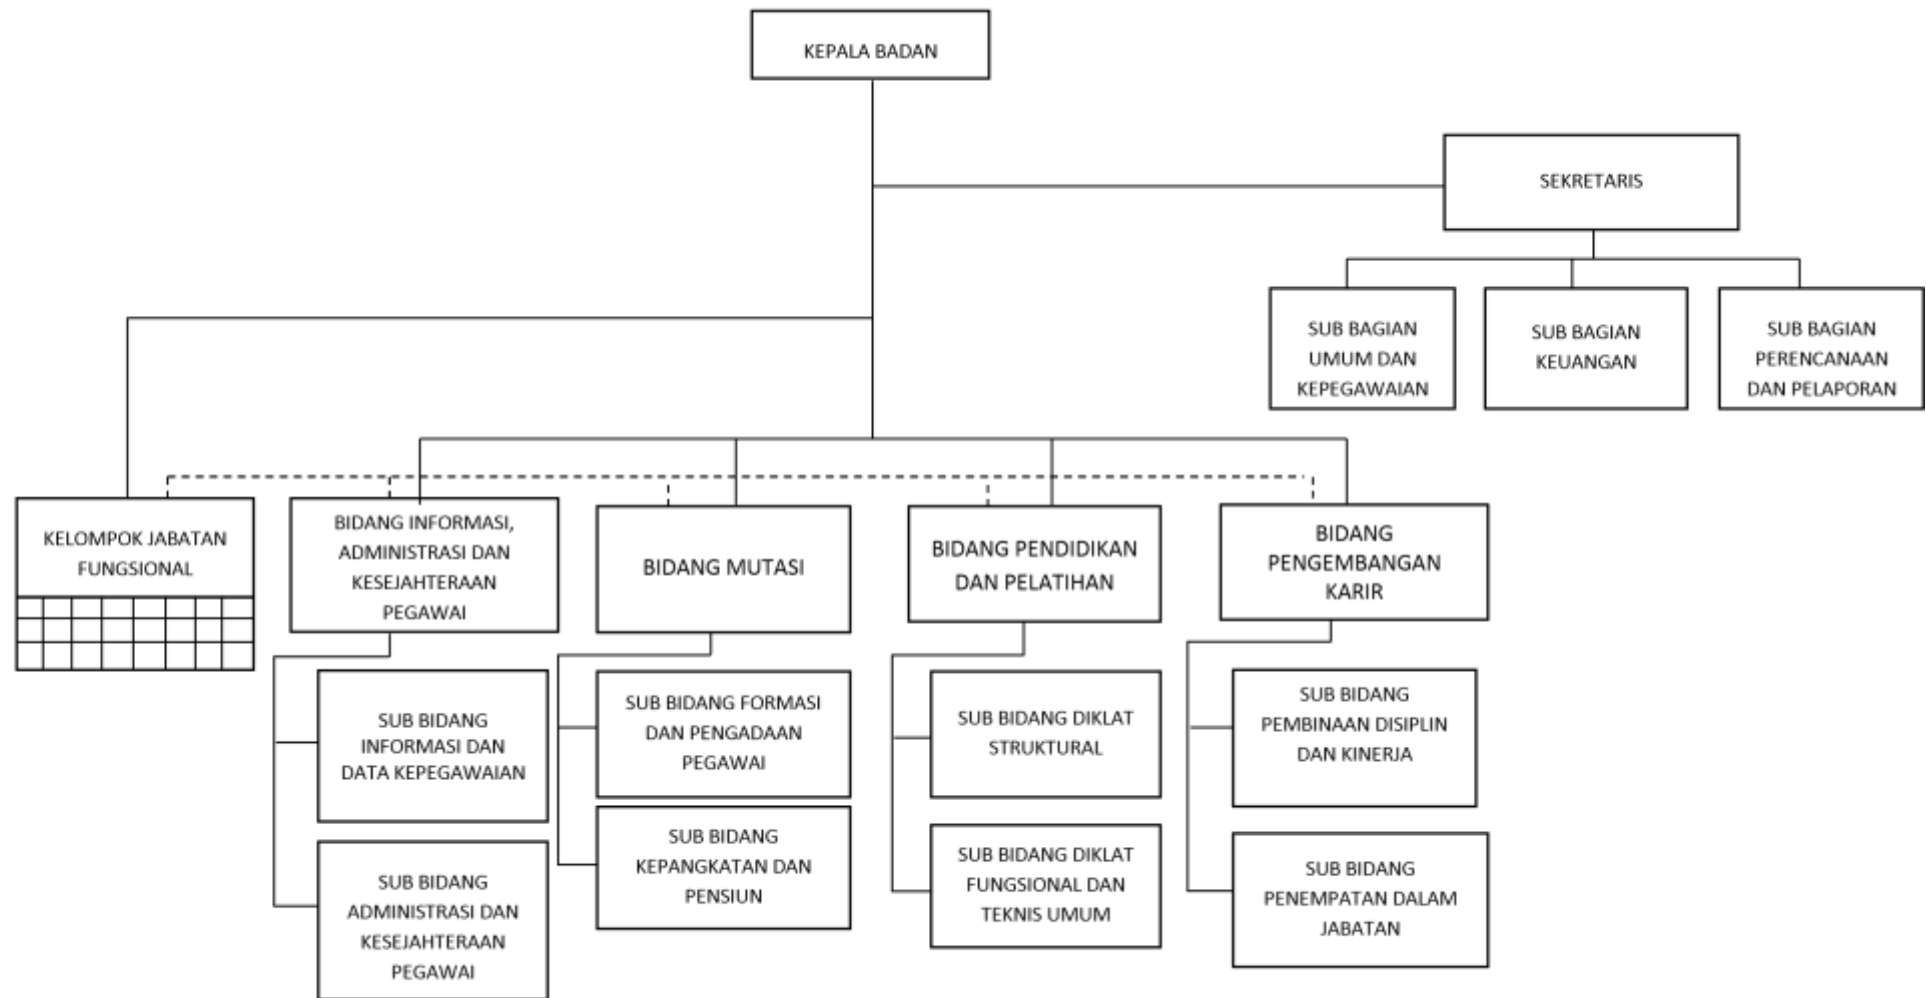 KEPALA BADAN
SEKRETARIS
SUB BAGIAN
UMUM DAN
KEPEGAWAIAN
SUB BAGIAN
KEUANGAN
SUB BAGIAN
PERENCANAAN
DAN PELAPORAN
KELOMPOK JABATAN
FUNGSIONAL
BIDANG INFORMASI,
ADMINISTRASI DAN
KESEJAHTERAAN
PEGAWAI
BIDANG MUTASI
BIDANG PENDIDIKAN
DAN PELATIHAN
BIDANG
PENGEMBANGAN
KARIR
SUB BIDANG
INFORMASI DAN
DATA KEPEGAWAIAN
SUB BIDANG FORMASI
DAN PENGADAAN
PEGAWAI
SUB BIDANG DIKLAT
STRUKTURAL
SUB BIDANG
PEMBINAAN DISIPLIN
DAN KINERJA
SUB BIDANG
ADMINISTRASI DAN
KESEJAHTERAAN
PEGAWAI
SUB BIDANG
KEPANGKATAN DAN
PENSIUN
SUB BIDANG DIKLAT
FUNGSIONAL DAN
TEKNIS UMUM
SUB BIDANG
PENEMPATAN DALAM
JABATAN